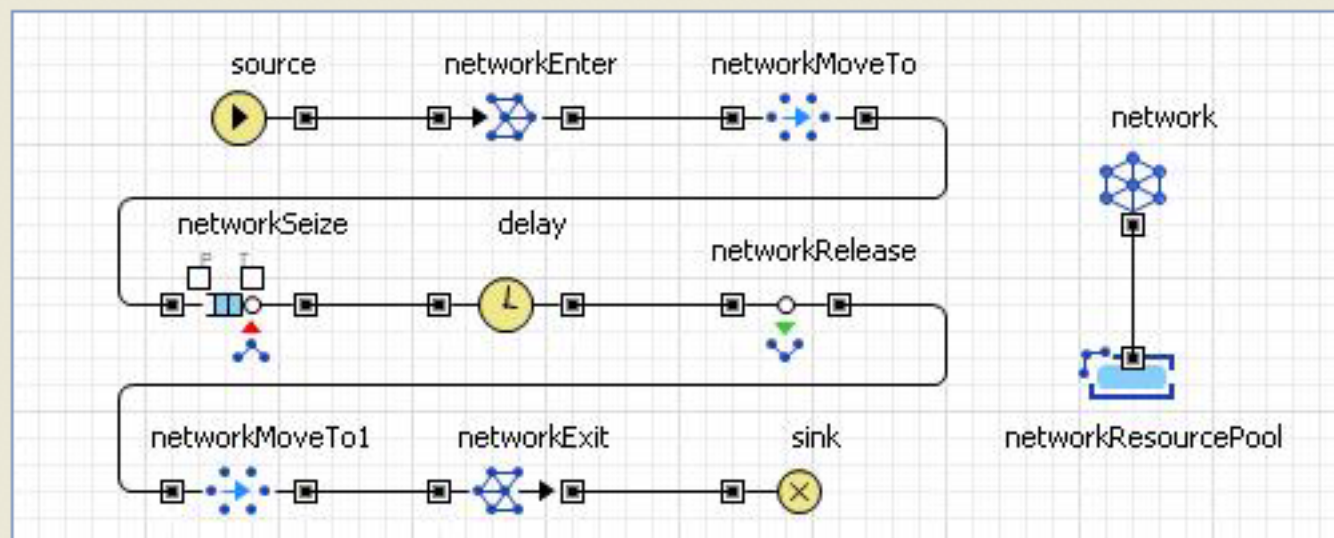 source
networkEnter
networkMoveTo
network
networkSeize
delay
networkRelease
P
T
networkMoveTo1
networkExit
sink
networkResourcePool